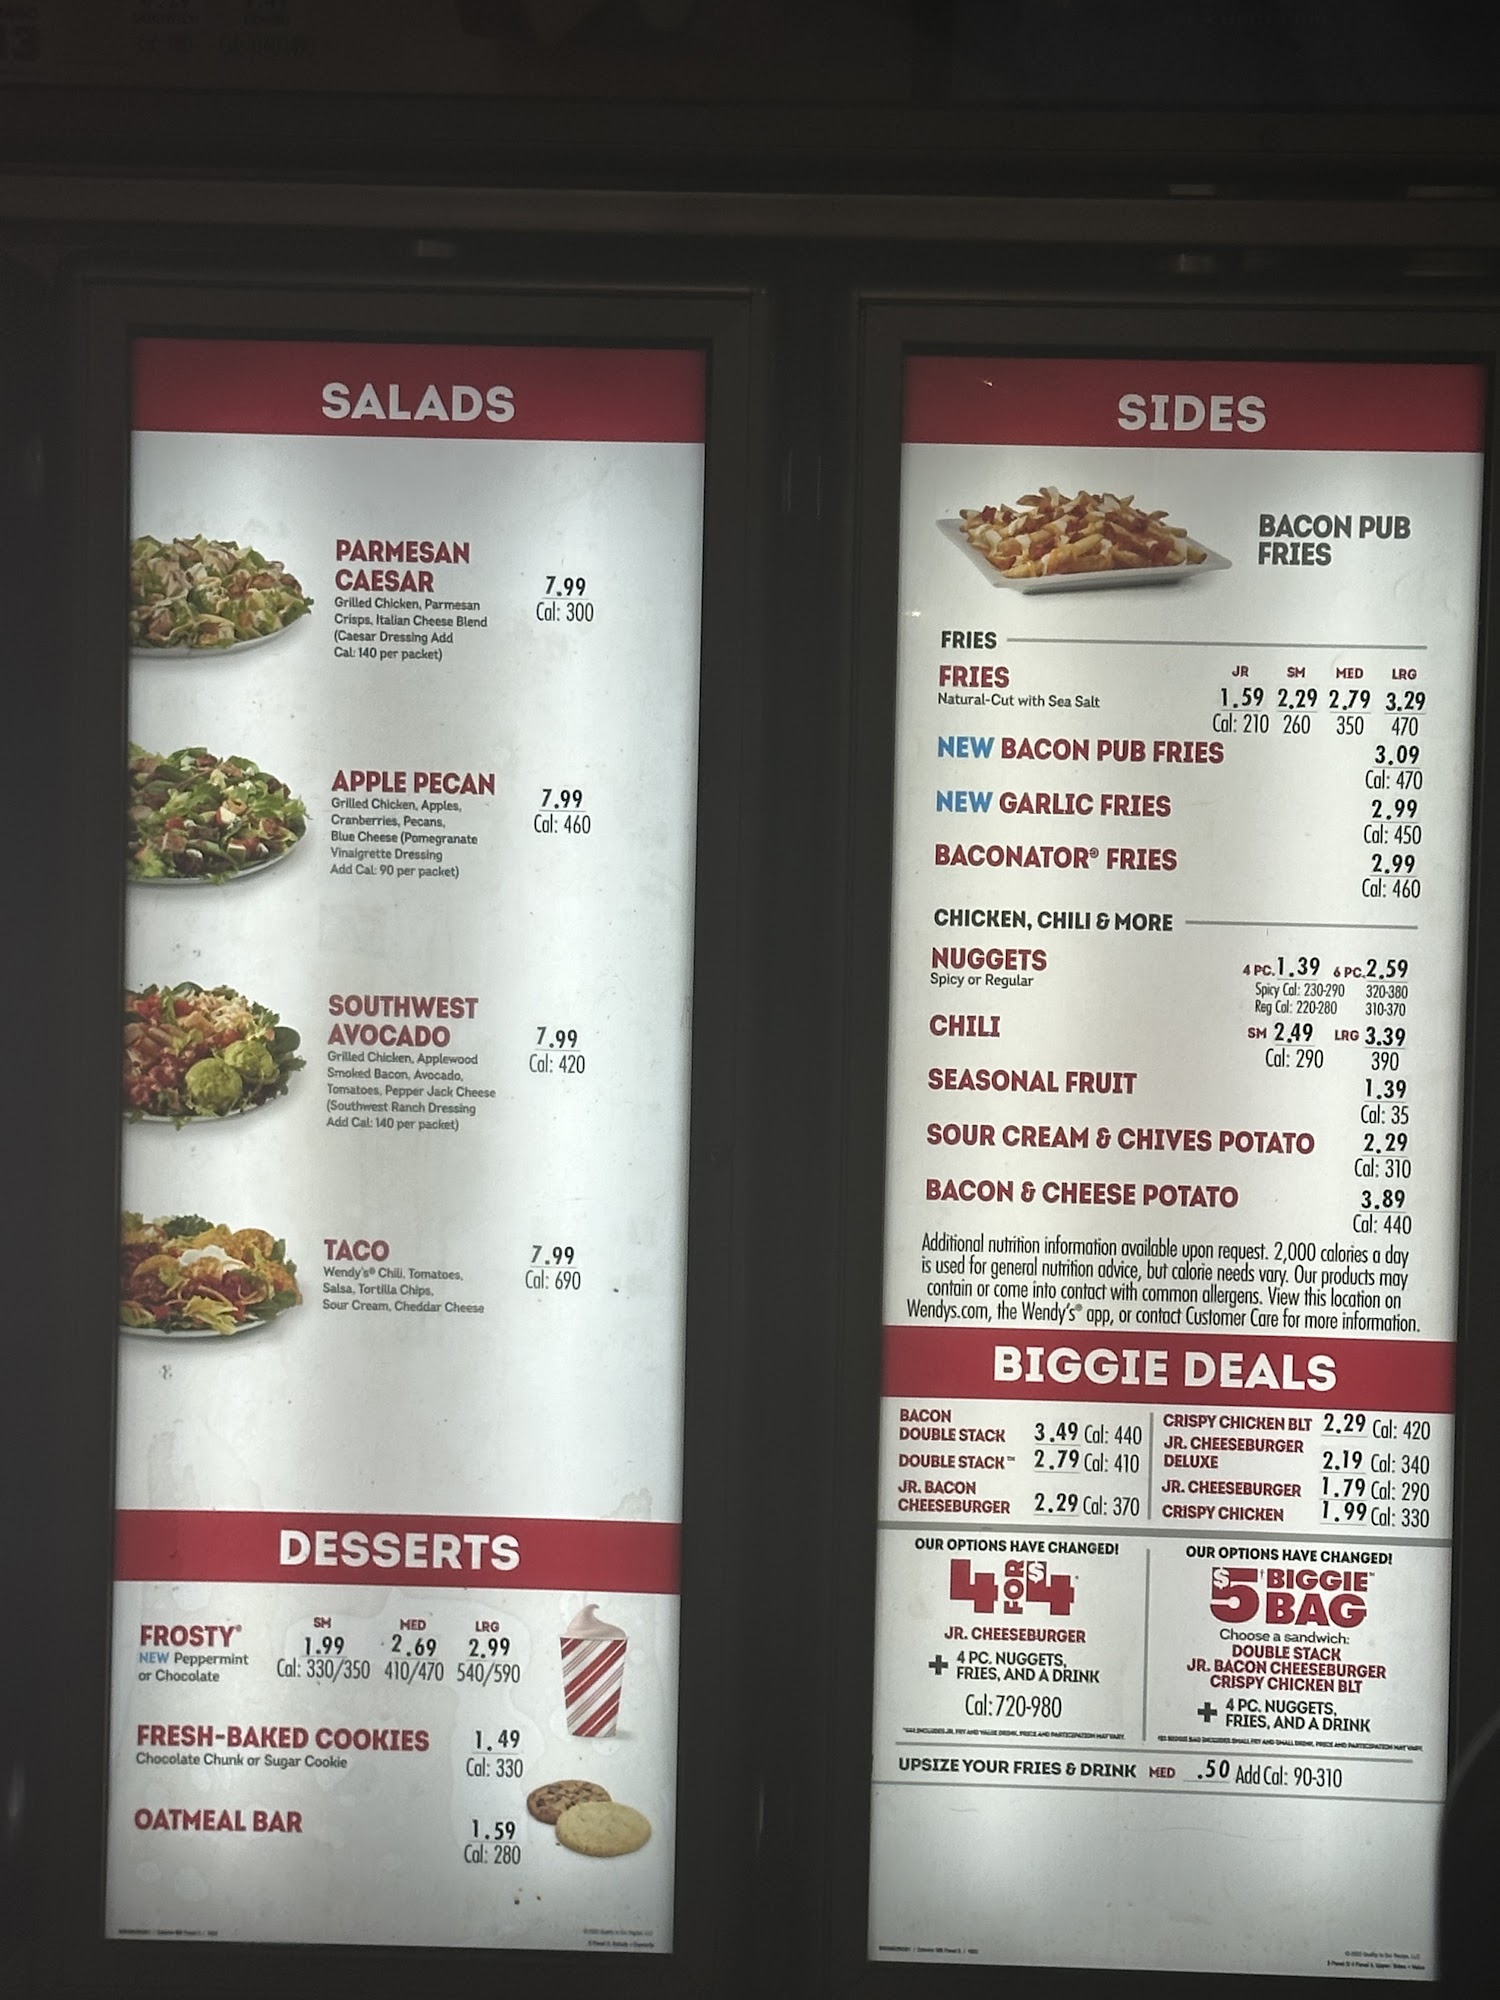 SALADS
PARMESAN
CAESAR
Grilled Chicken, Parmesan
Crisps, Italian Cheese Blend
(Caesar Dressing Add
Cal: 140 per packet)
7.99
Cal: 300
APPLE PECAN
Grilled Chicken, Apples,
Cranberries, Pecans,
Blue Cheese (Pomegranate
Vinaigrette Dressing
Add Cal: 90 per packet)
7.99
Cal: 460
SOUTHWEST
AVOCADO
Grilled Chicken, Applewood
Smoked Bacon, Avocado,
Tomatoes, Pepper Jack Cheese
(Southwest Ranch Dressing
Add Cal: 140 per packet)
7.99
Cal: 420
TACO
Wendy's® Chili, Tomatoes,
Salsa, Tortilla Chips,
Sour Cream, Cheddar Cheese
7.99
Cal: 690
DESSERTS
FROSTY®
NEW Peppermint
or Chocolate
SM MED LRG
1.99 2.69 2.99
Cal: 330/350 410/470 540/590
FRESH-BAKED COOKIES
Chocolate Chunk or Sugar Cookie
1.49
Cal: 330
OATMEAL BAR
1.59
Cal: 280
SIDES
BACON PUB
FRIES
FRIES
FRIES
Natural-Cut with Sea Salt
JR SM MED LRG
1.59 2.29 2.79 3.29
Cal: 210 260 350 470
NEW BACON PUB FRIES 3.09
Cal: 470
NEW GARLIC FRIES 2.99
Cal: 450
BACONATOR® FRIES 2.99
Cal: 460
CHICKEN, CHILI & MORE
NUGGETS
Spicy or Regular
4 PC. 1.39 6 PC. 2.59
Spicy Cal: 230-290 320-380
Reg Cal: 220-280 310-370
CHILI SM 2.49 LRG 3.39
Cal: 290 390
SEASONAL FRUIT 1.39
Cal: 35
SOUR CREAM & CHIVES POTATO 2.29
Cal: 310
BACON & CHEESE POTATO 3.89
Cal: 440
Additional nutrition information available upon request. 2,000 calories a day
is used for general nutrition advice, but calorie needs vary. Our products may
contain or come into contact with common allergens. View this location on
Wendys.com, the Wendy's® app, or contact Customer Care for more information.
BIGGIE DEALS
BACON
DOUBLE STACK 3.49 Cal: 440
DOUBLE STACK™ 2.79 Cal: 410
JR. BACON
CHEESEBURGER 2.29 Cal: 370
CRISPY CHICKEN BLT 2.29 Cal: 420
JR. CHEESEBURGER
DELUXE 2.19 Cal: 340
JR. CHEESEBURGER 1.79 Cal: 290
CRISPY CHICKEN 1.99 Cal: 330
OUR OPTIONS HAVE CHANGED!
4 FOR $4
JR. CHEESEBURGER
+ 4 PC. NUGGETS,
FRIES, AND A DRINK
Cal: 720-980
OUR OPTIONS HAVE CHANGED!
$5 BIGGIE™
BAG
Choose a sandwich:
DOUBLE STACK
JR. BACON CHEESEBURGER
CRISPY CHICKEN BLT
+ 4 PC. NUGGETS,
FRIES, AND A DRINK
UPSIZE YOUR FRIES & DRINK MED .50 Add Cal: 90-310